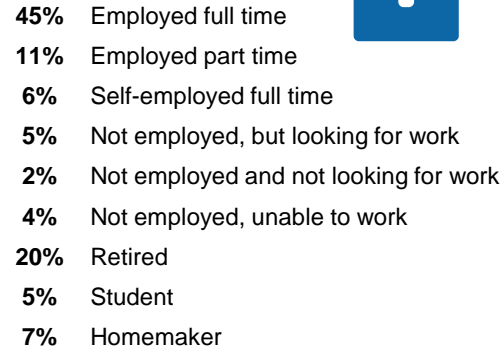 45% Employed full time
11% Employed part time
6% Self-employed full time
5% Not employed, but looking for work
2% Not employed and not looking for work
4% Not employed, unable to work
20% Retired
5% Student
7% Homemaker